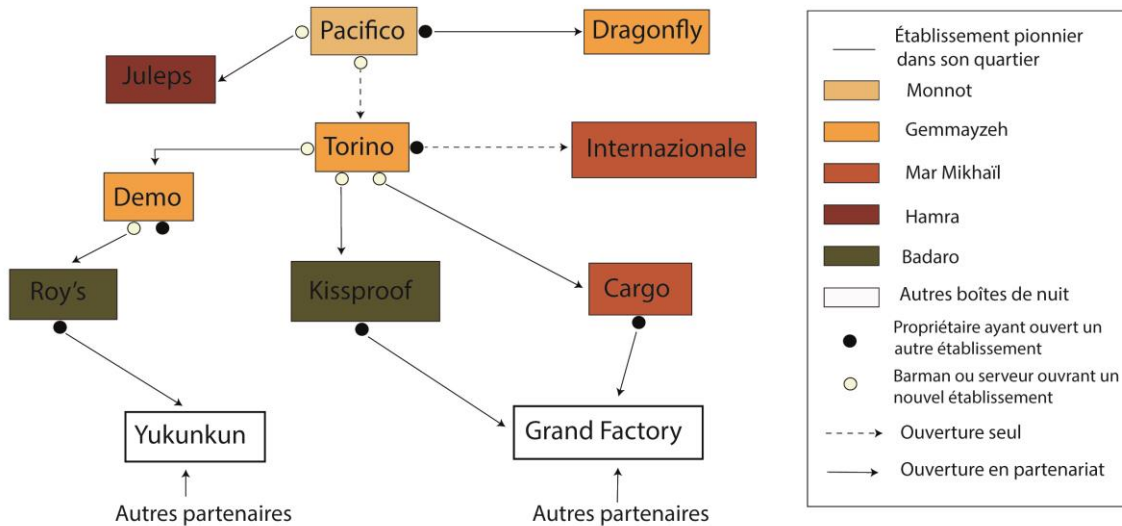 Pacifico
Dragonfly
Juleps
Torino
Internazionale
Demo
Roy's
Kissproof
Cargo
Yukunkun
Grand Factory
Autres partenaires
Autres partenaires
Établissement pionnier
dans son quartier
Monnot
Gemmayzeh
Mar Mikhaïl
Hamra
Badaro
Autres boîtes de nuit
Propriétaire ayant ouvert un
autre établissement
Barman ou serveur ouvrant un
nouvel établissement
Ouverture seul
Ouverture en partenariat